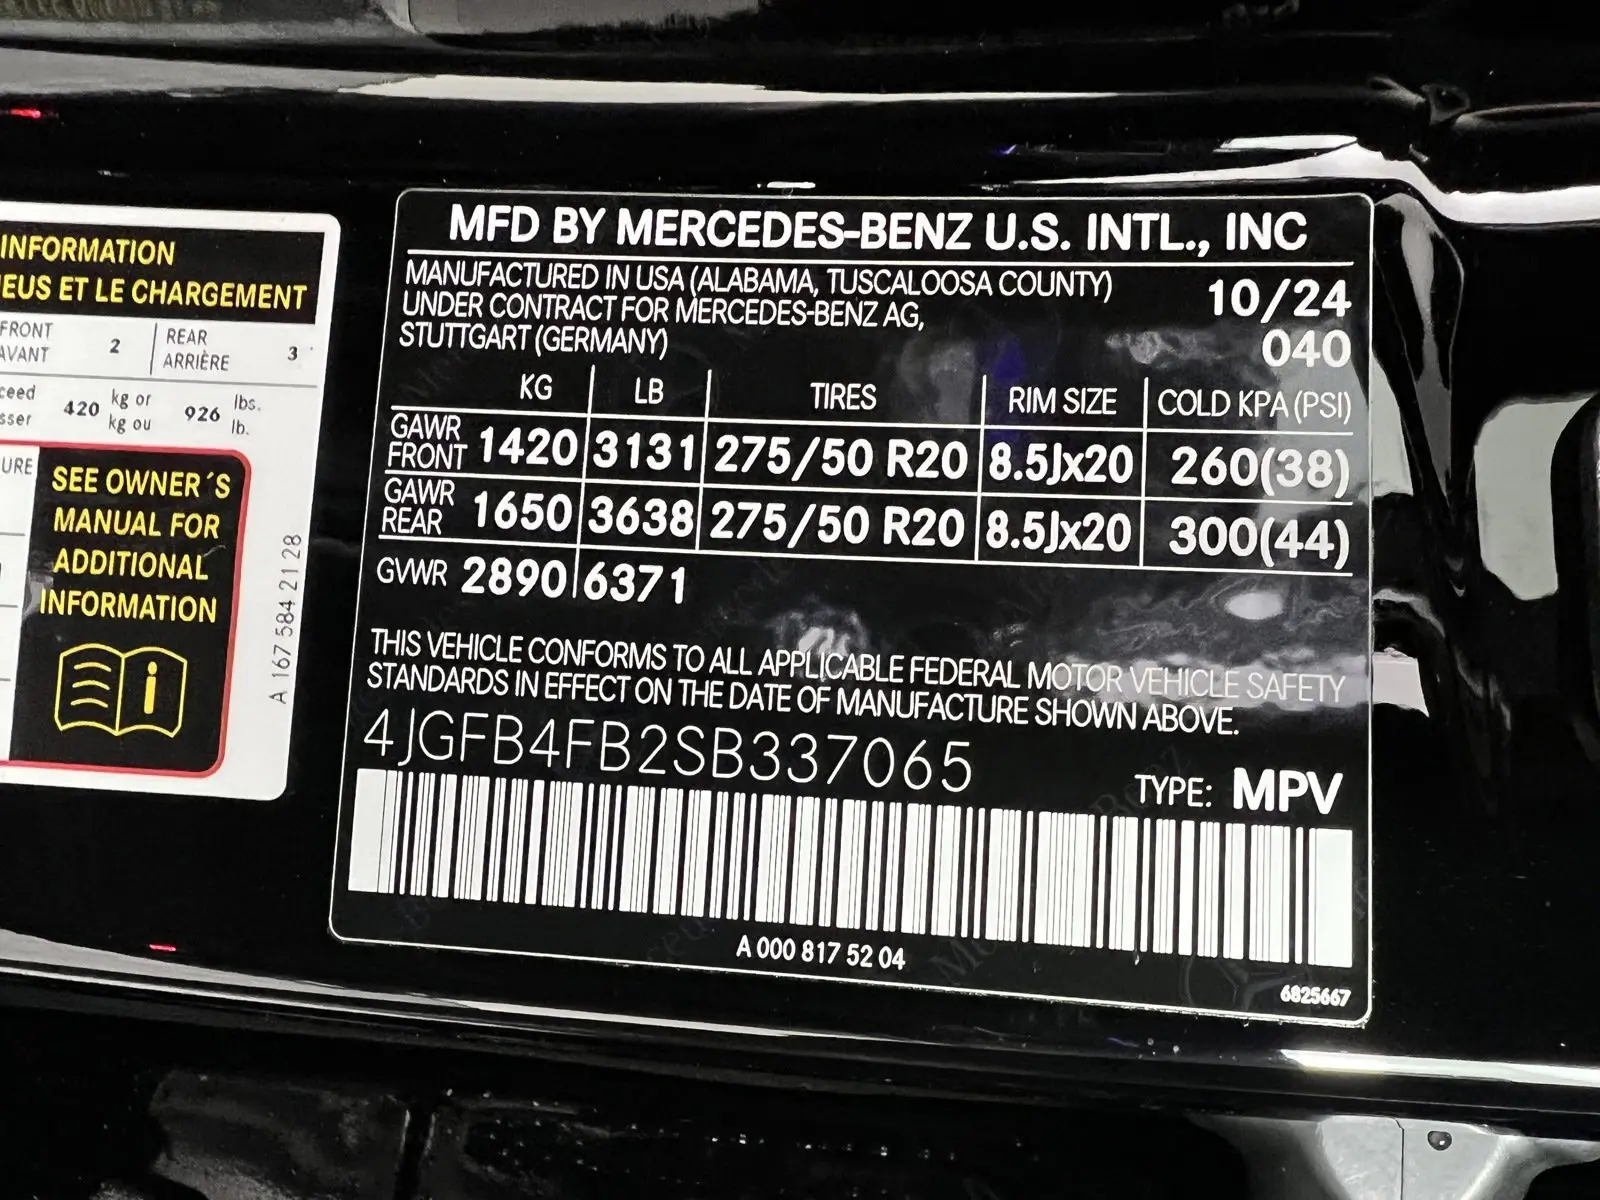 INFORMATION
EUS ET LE CHARGEMENT
FRONT
AVANT 2
REAR
ARRIÈRE 3
ceed
sser 420 kg or
kg ou 926 lbs.
lb.
URE
SEE OWNER´S
MANUAL FOR
ADDITIONAL
INFORMATION
A 167 584 21 28
MFD BY MERCEDES-BENZ U.S. INTL., INC
MANUFACTURED IN USA (ALABAMA, TUSCALOOSA COUNTY)
UNDER CONTRACT FOR MERCEDES-BENZ AG,
STUTTGART (GERMANY)
10/24
040
KG LB TIRES RIM SIZE COLD KPA (PSI)
GAWR
FRONT 1420 3131 275/50 R20 8.5Jx20 260(38)
GAWR
REAR 1650 3638 275/50 R20 8.5Jx20 300(44)
GVWR 2890 6371
THIS VEHICLE CONFORMS TO ALL APPLICABLE FEDERAL MOTOR VEHICLE SAFETY
STANDARDS IN EFFECT ON THE DATE OF MANUFACTURE SHOWN ABOVE.
4JGFB4FB2SB337065
TYPE: MPV
A 000 817 52 04
6825667